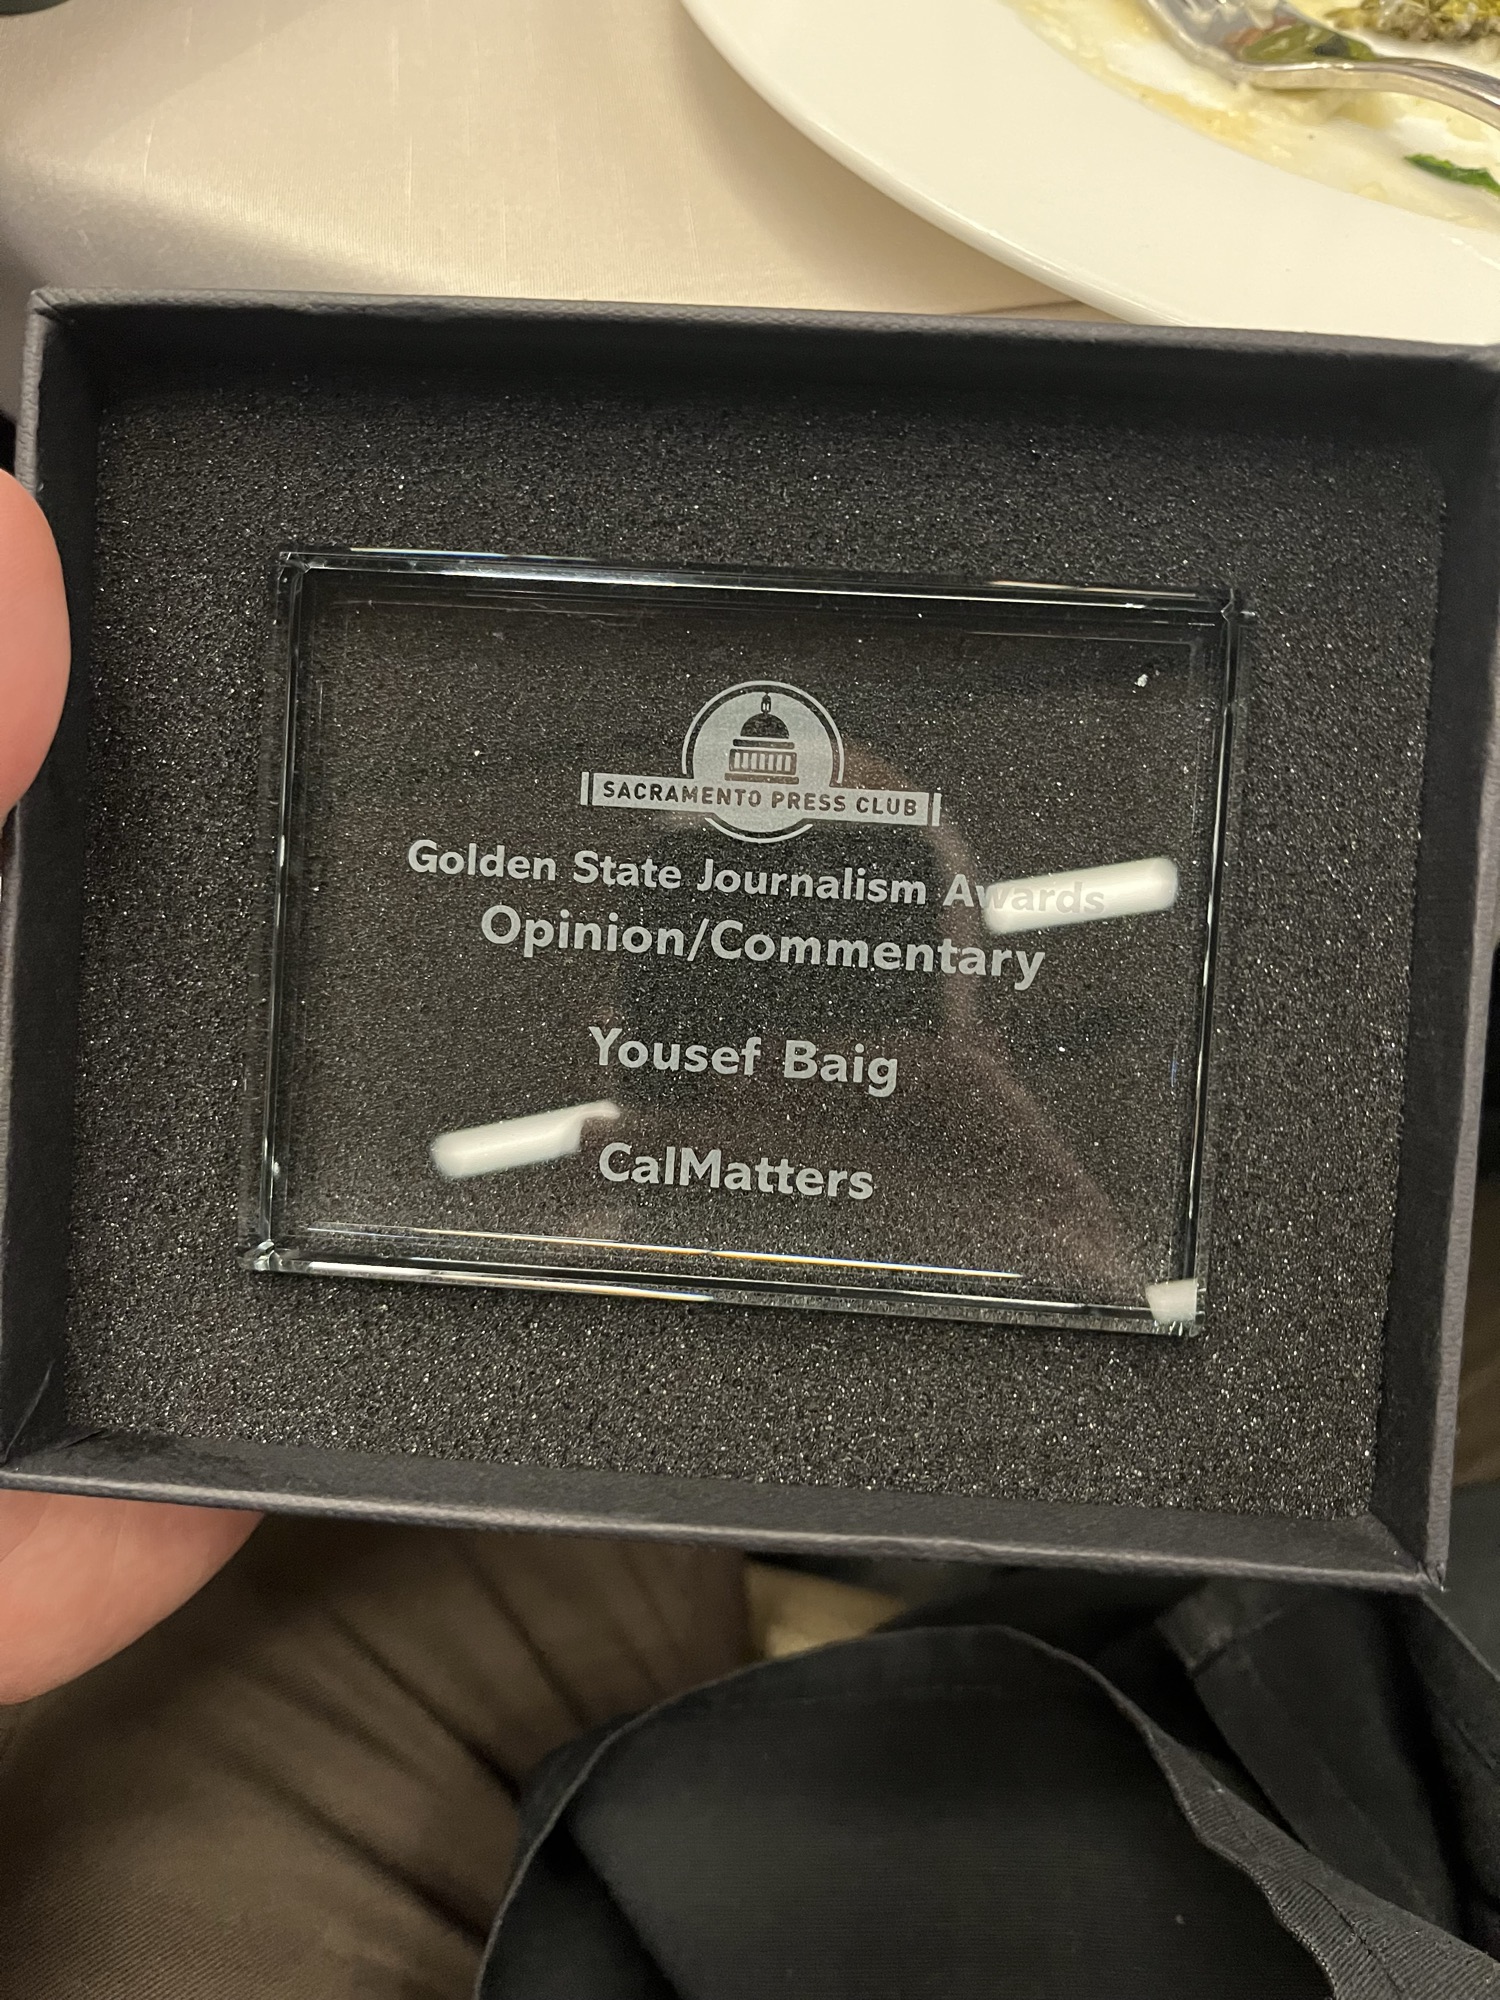 SACRAMENTO PRESS CLUB
Golden State Journalism Awards
Opinion/Commentary
Yousef Baig
CalMatters